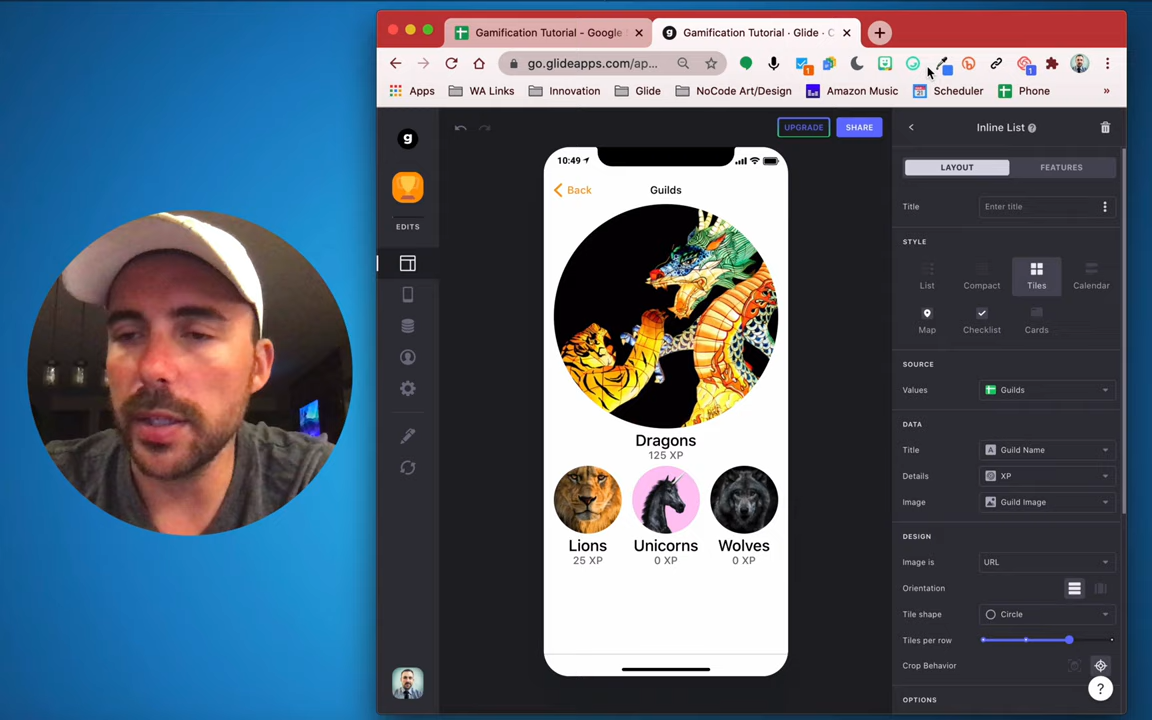 Gamification Tutorial - Google
Gamification Tutorial · Glide · C
go.glideapps.com/ap...
1
1
Apps
WA Links
Innovation
Glide
NoCode Art/Design
Amazon Music
Scheduler
Phone
»
g
EDITS
UPGRADE
SHARE
10:49
Back
Guilds
Dragons
125 XP
Lions
25 XP
Unicorns
0 XP
Wolves
0 XP
Inline List
LAYOUT
FEATURES
Title
Enter title
STYLE
List
Compact
Tiles
Calendar
Map
Checklist
Cards
SOURCE
Values
Guilds
DATA
Title
A
Guild Name
Details
XP
Image
Guild Image
DESIGN
Image is
URL
Orientation
Tile shape
Circle
Tiles per row
Crop Behavior
?
OPTIONS